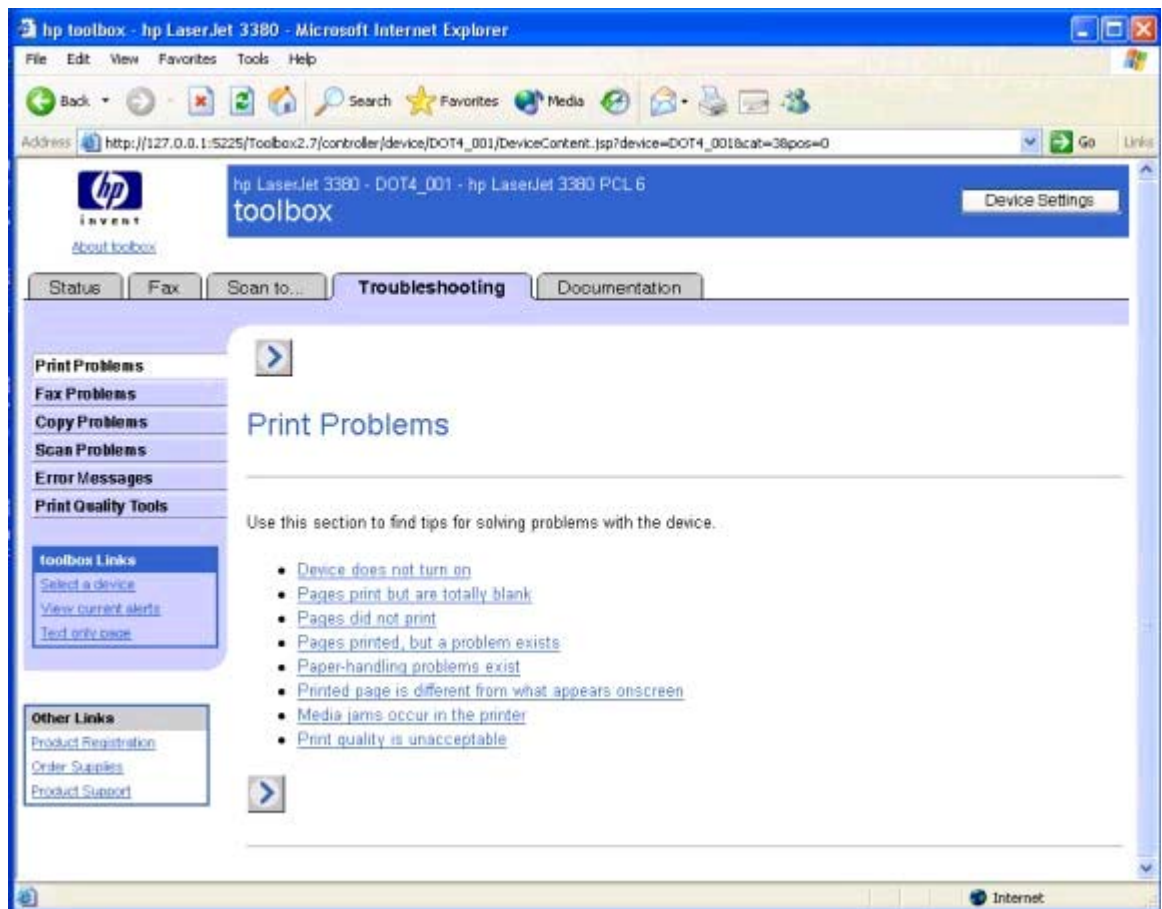 hp toolbox - hp LaserJet 3380 - Microsoft Internet Explorer
File Edit View Favorites Tools Help
Back Search Favorites Media
Address http://127.0.0.1:5225/Toolbox2.7/controller/device/DOT4_001/DeviceContent.jsp?device=DOT4_001&cat=3&pos=0 Go Links
hp
invent
About toolbox
hp LaserJet 3380 - DOT4_001 - hp LaserJet 3380 PCL 6
toolbox
Device Settings
Status Fax Scan to... Troubleshooting Documentation
Print Problems
Fax Problems
Copy Problems
Scan Problems
Error Messages
Print Quality Tools
toolbox Links
Select a device
View current alerts
Text only page
Other Links
Product Registration
Order Supplies
Product Support
Print Problems
Use this section to find tips for solving problems with the device.
• Device does not turn on
• Pages print but are totally blank
• Pages did not print
• Pages printed, but a problem exists
• Paper-handling problems exist
• Printed page is different from what appears onscreen
• Media jams occur in the printer
• Print quality is unacceptable
Internet